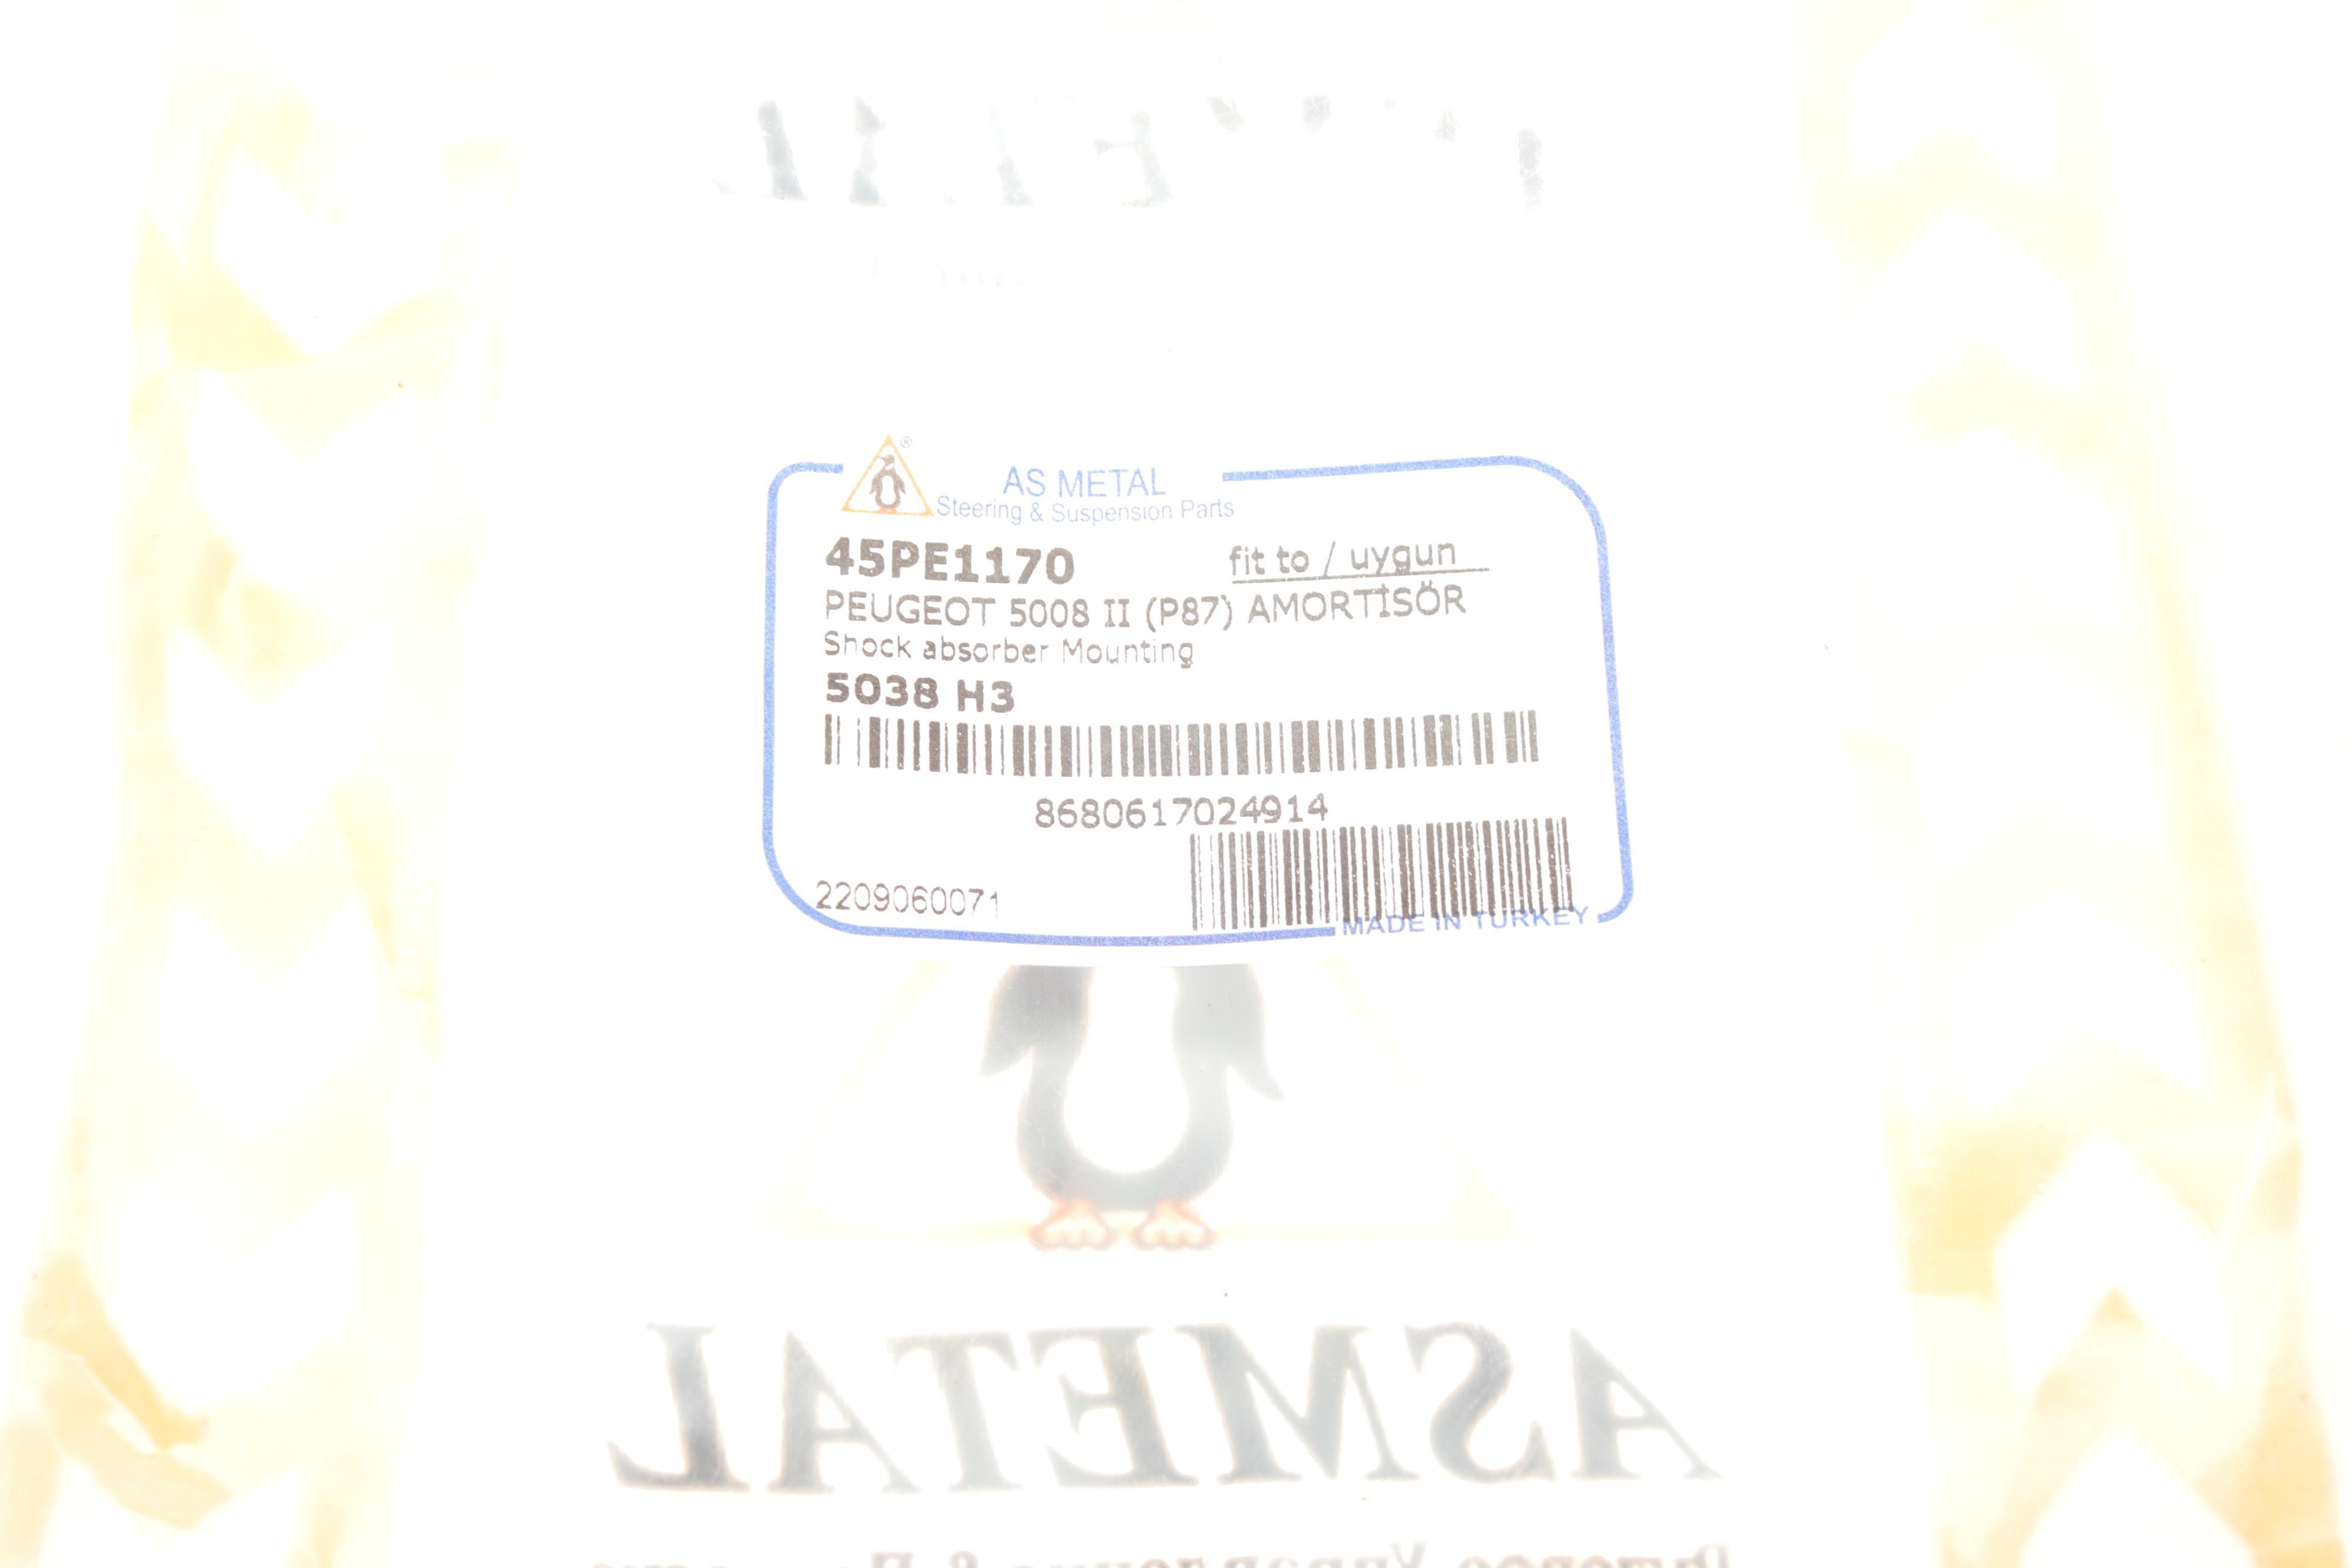 ®
AS METAL
Steering & Suspension Parts
45PE1170 fit to / uygun
PEUGEOT 5008 II (P87) AMORTİSÖR
Shock absorber Mounting
5038 H3
8680617024914
2209060071
MADE IN TURKEY
ASMETAL